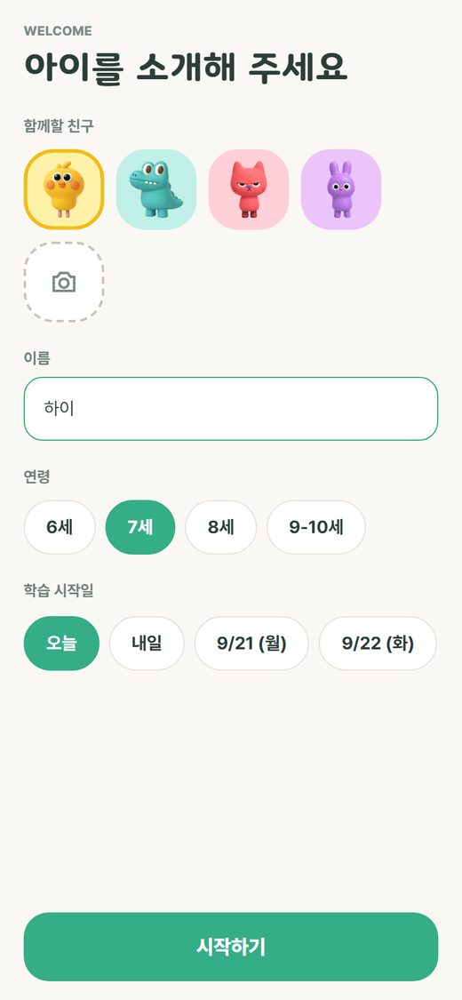 WELCOME
아이를 소개해 주세요
함께할 친구
이름
하이
연령
6세 7세 8세 9-10세
학습 시작일
오늘 내일 9/21 (월) 9/22 (화)
시작하기